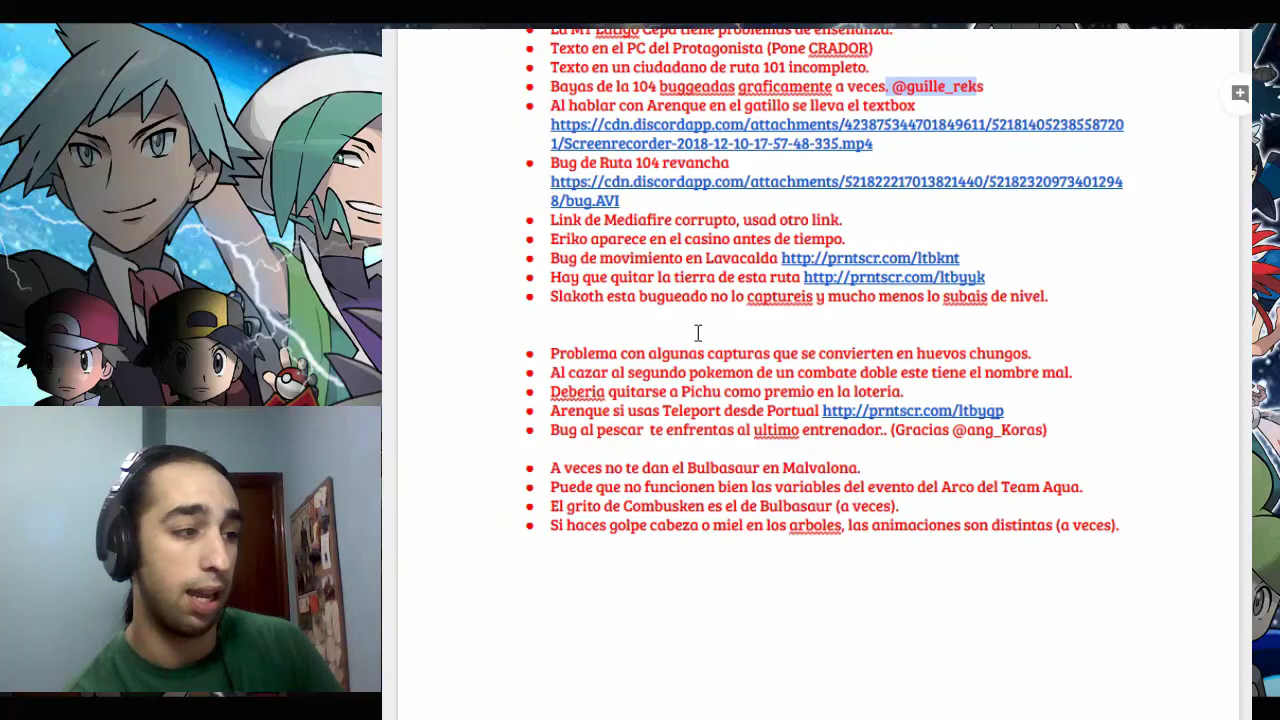 La MT Látigo Cepa tiene problemas de enseñanza.
Texto en el PC del Protagonista (Pone CRADOR)
Texto en un ciudadano de ruta 101 incompleto.
Bayas de la 104 buggeadas graficamente a veces. @guille_reks
Al hablar con Arenque en el gatillo se lleva el textbox
https://cdn.discordapp.com/attachments/423875344701849611/52181405238558720
1/Screenrecorder-2018-12-10-17-57-48-335.mp4
Bug de Ruta 104 revancha
https://cdn.discordapp.com/attachments/521822217013821440/52182320973401294
8/bug.AVI
Link de Mediafire corrupto, usad otro link.
Eriko aparece en el casino antes de tiempo.
Bug de movimiento en Lavacalda http://prntscr.com/ltbknt
Hay que quitar la tierra de esta ruta http://prntscr.com/ltbyyk
Slakoth esta bugueado no lo captureis y mucho menos lo subais de nivel.
Problema con algunas capturas que se convierten en huevos chungos.
Al cazar al segundo pokemon de un combate doble este tiene el nombre mal.
Deberia quitarse a Pichu como premio en la loteria.
Arenque si usas Teleport desde Portual http://prntscr.com/ltbyqp
Bug al pescar te enfrentas al ultimo entrenador.. (Gracias @ang_Koras)
A veces no te dan el Bulbasaur en Malvalona.
Puede que no funcionen bien las variables del evento del Arco del Team Aqua.
El grito de Combusken es el de Bulbasaur (a veces).
Si haces golpe cabeza o miel en los arboles, las animaciones son distintas (a veces).